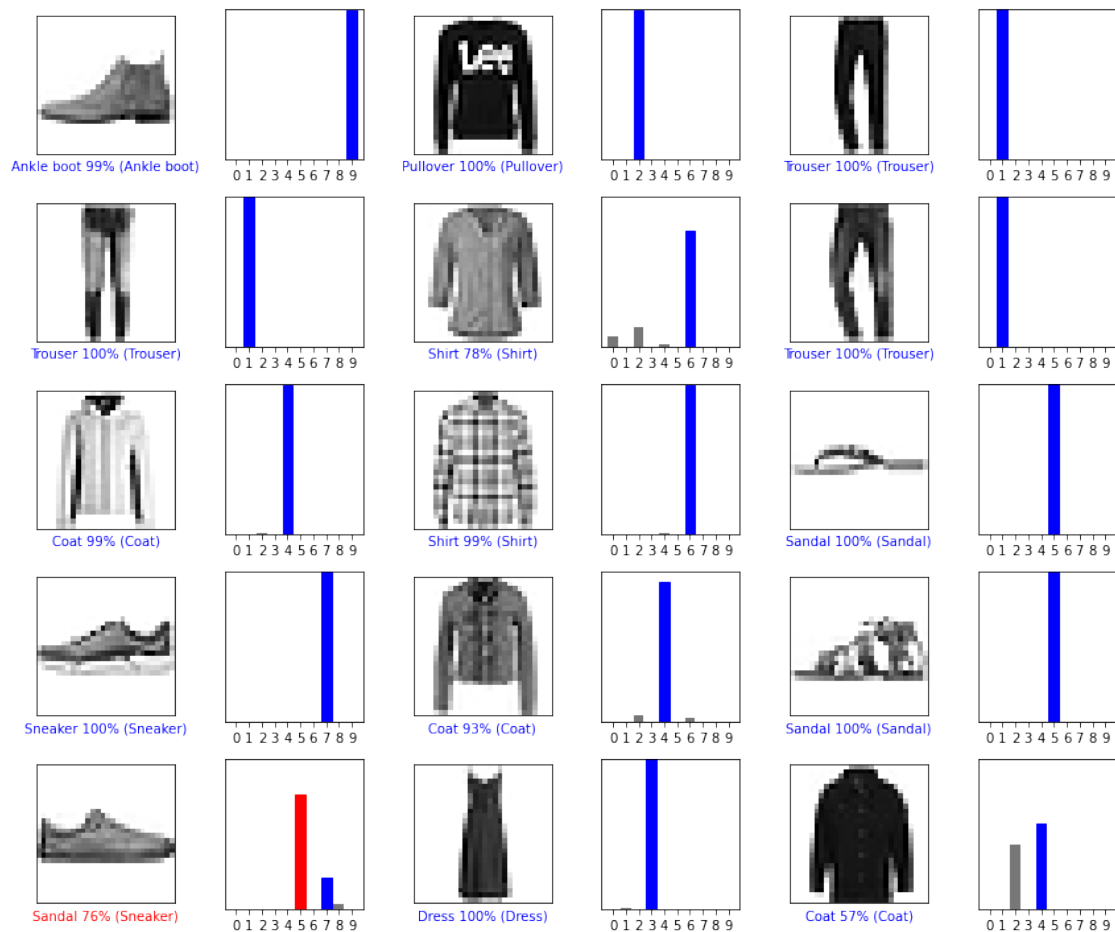 Lee
0 1 2 3 4 5 6 7 8 9 0 1 2 3 4 5 6 7 8 9 0 1 2 3 4 5 6 7 8 9
Ankle boot 99% (Ankle boot) Pullover 100% (Pullover) Trouser 100% (Trouser)
0 1 2 3 4 5 6 7 8 9 0 1 2 3 4 5 6 7 8 9 0 1 2 3 4 5 6 7 8 9
Trouser 100% (Trouser) Shirt 78% (Shirt) Trouser 100% (Trouser)
0 1 2 3 4 5 6 7 8 9 0 1 2 3 4 5 6 7 8 9 0 1 2 3 4 5 6 7 8 9
Coat 99% (Coat) Shirt 99% (Shirt) Sandal 100% (Sandal)
0 1 2 3 4 5 6 7 8 9 0 1 2 3 4 5 6 7 8 9 0 1 2 3 4 5 6 7 8 9
Sneaker 100% (Sneaker) Coat 93% (Coat) Sandal 100% (Sandal)
0 1 2 3 4 5 6 7 8 9 0 1 2 3 4 5 6 7 8 9 0 1 2 3 4 5 6 7 8 9
Sandal 76% (Sneaker) Dress 100% (Dress) Coat 57% (Coat)